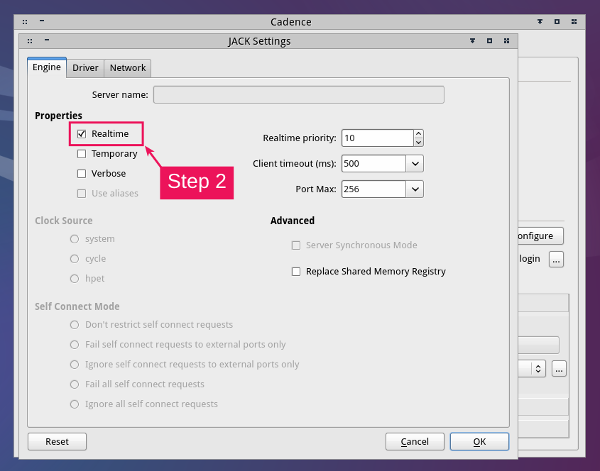 Cadence
JACK Settings
Engine Driver Network
Server name:
Properties
Realtime
Realtime priority: 10
Temporary
Client timeout (ms): 500
Verbose
Step 2
Port Max: 256
Use aliases
Clock Source
Advanced
system
Server Synchronous Mode
onfigure
cycle
login ...
hpet
Replace Shared Memory Registry
Self Connect Mode
Don't restrict self connect requests
Fail self connect requests to external ports only
Ignore self connect requests to external ports only
...
Fail all self connect requests
Ignore all self connect requests
Reset Cancel OK